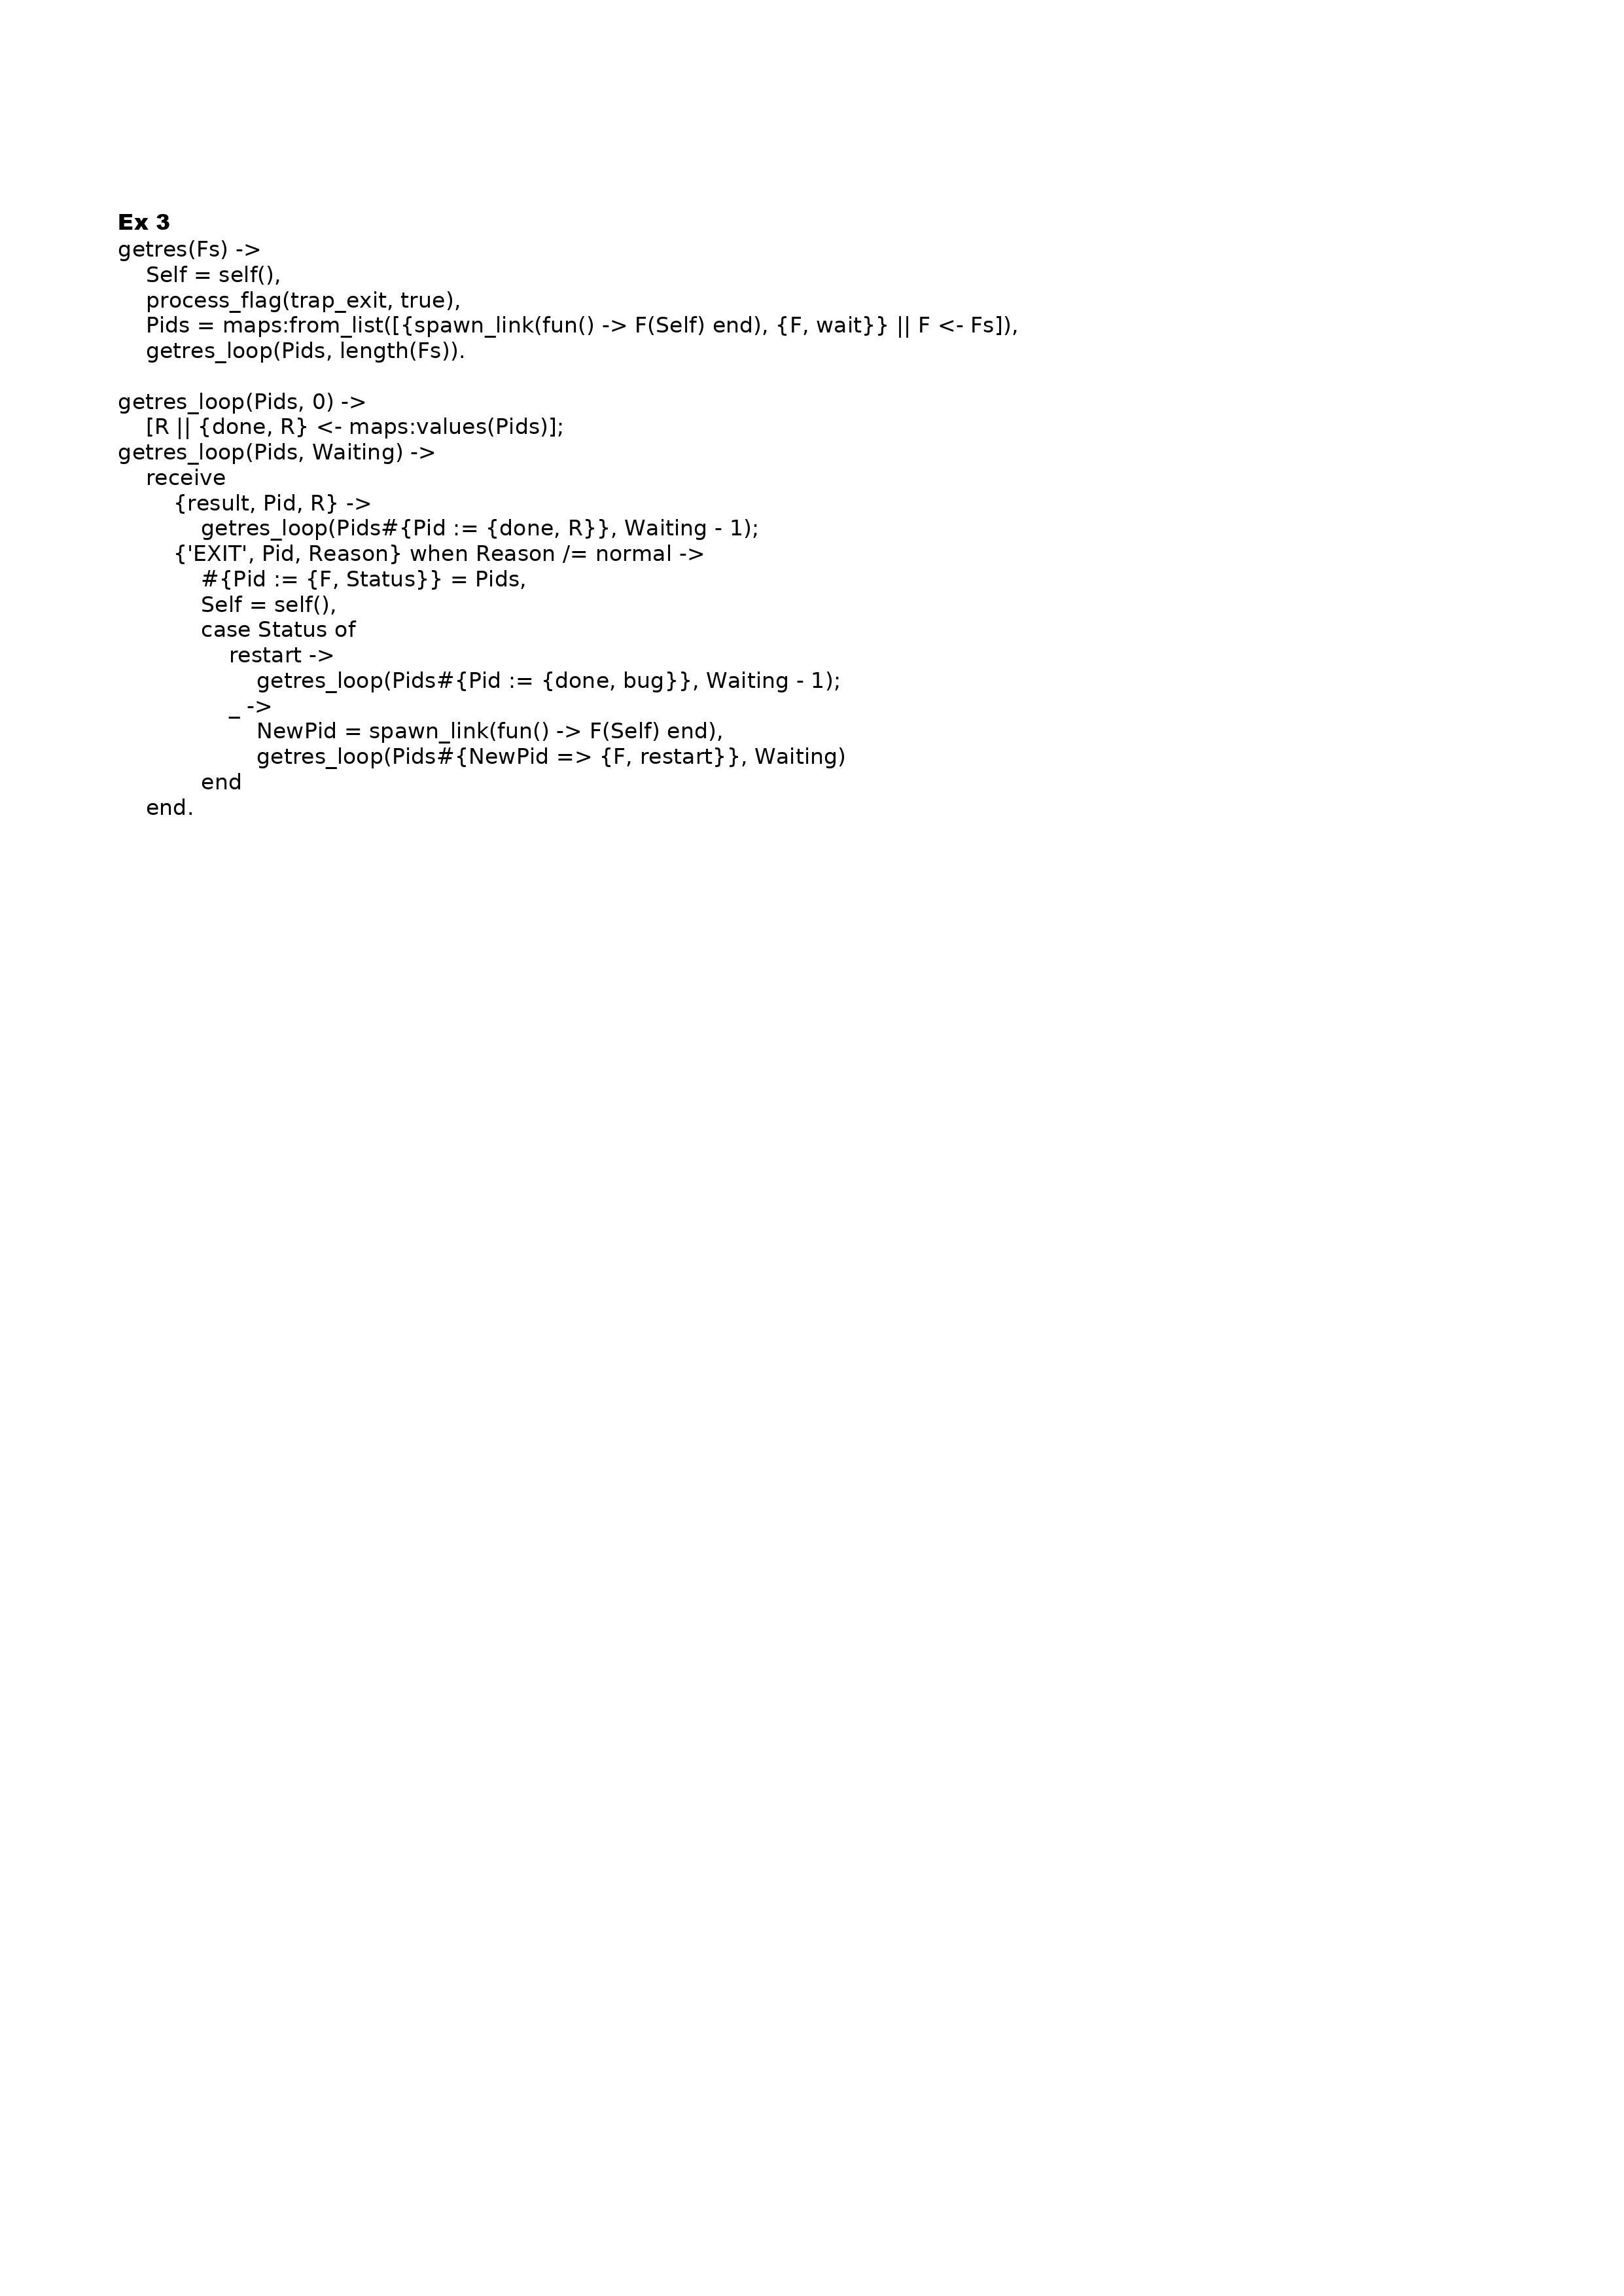 Ex 3
getres(Fs) ->
    Self = self(),
    process_flag(trap_exit, true),
    Pids = maps:from_list([{spawn_link(fun() -> F(Self) end), {F, wait}} || F <- Fs]),
    getres_loop(Pids, length(Fs)).

getres_loop(Pids, 0) ->
    [R || {done, R} <- maps:values(Pids)];
getres_loop(Pids, Waiting) ->
    receive
        {result, Pid, R} ->
            getres_loop(Pids#{Pid := {done, R}}, Waiting - 1);
        {'EXIT', Pid, Reason} when Reason /= normal ->
            #{Pid := {F, Status}} = Pids,
            Self = self(),
            case Status of
                restart ->
                    getres_loop(Pids#{Pid := {done, bug}}, Waiting - 1);
                _ ->
                    NewPid = spawn_link(fun() -> F(Self) end),
                    getres_loop(Pids#{NewPid => {F, restart}}, Waiting)
            end
    end.